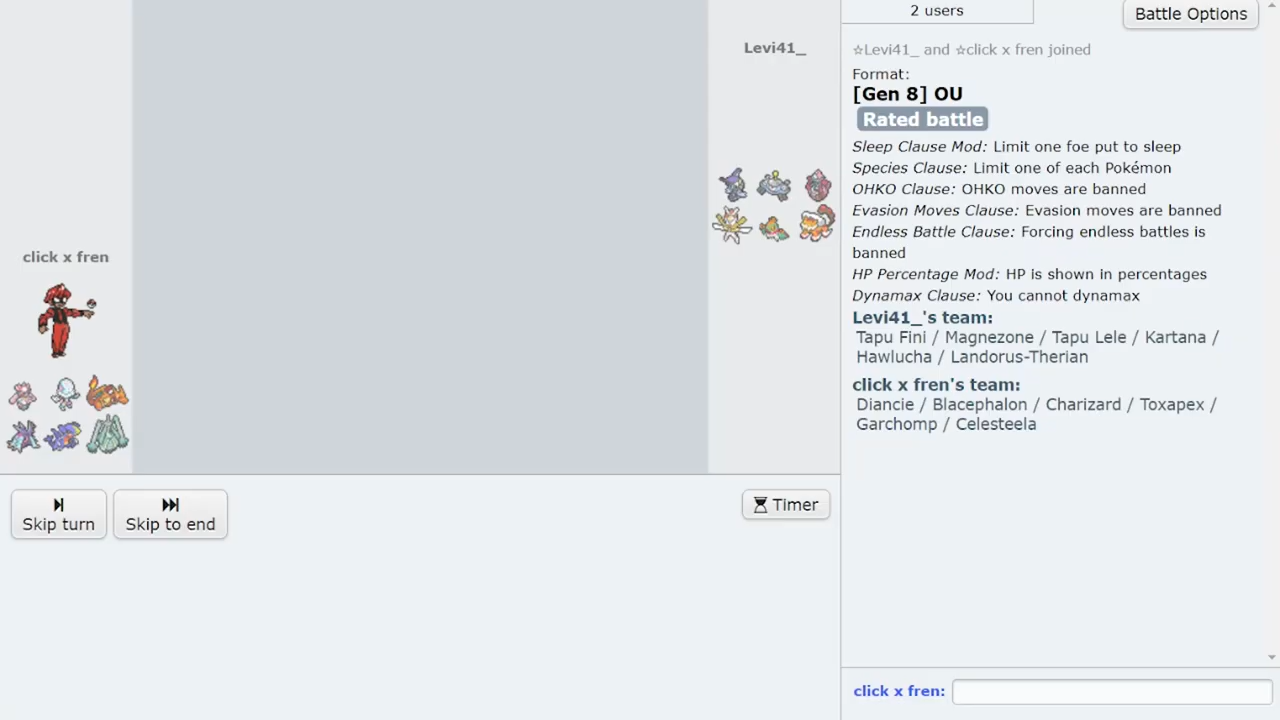 2 users
Battle Options
Levi41_
☆Levi41_ and ☆click x fren joined
Format:
[Gen 8] OU
Rated battle
Sleep Clause Mod: Limit one foe put to sleep
Species Clause: Limit one of each Pokémon
OHKO Clause: OHKO moves are banned
Evasion Moves Clause: Evasion moves are banned
Endless Battle Clause: Forcing endless battles is
banned
HP Percentage Mod: HP is shown in percentages
Dynamax Clause: You cannot dynamax
Levi41_'s team:
Tapu Fini / Magnezone / Tapu Lele / Kartana /
Hawlucha / Landorus-Therian
click x fren's team:
Diancie / Blacephalon / Charizard / Toxapex /
Garchomp / Celesteela
click x fren
Skip turn
Skip to end
Timer
click x fren: